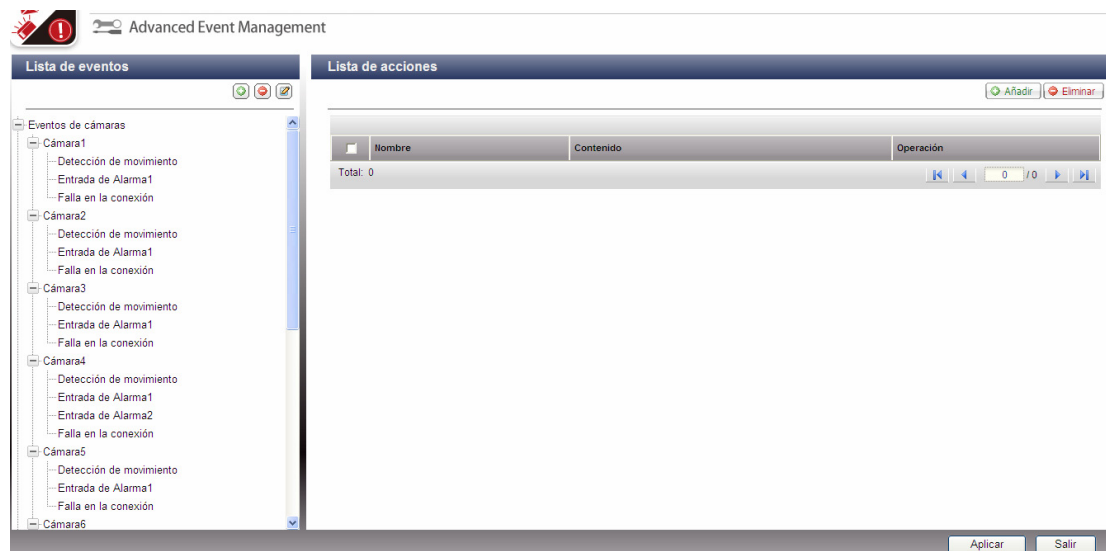 Advanced Event Management
Lista de eventos
Lista de acciones
Añadir
Eliminar
Eventos de cámaras
Cámara1
Detección de movimiento
Entrada de Alarma1
Falla en la conexión
Cámara2
Detección de movimiento
Entrada de Alarma1
Falla en la conexión
Cámara3
Detección de movimiento
Entrada de Alarma1
Falla en la conexión
Cámara4
Detección de movimiento
Entrada de Alarma1
Entrada de Alarma2
Falla en la conexión
Cámara5
Detección de movimiento
Entrada de Alarma1
Falla en la conexión
Cámara6
Nombre Contenido Operación
Total: 0
0 /0
Aplicar
Salir